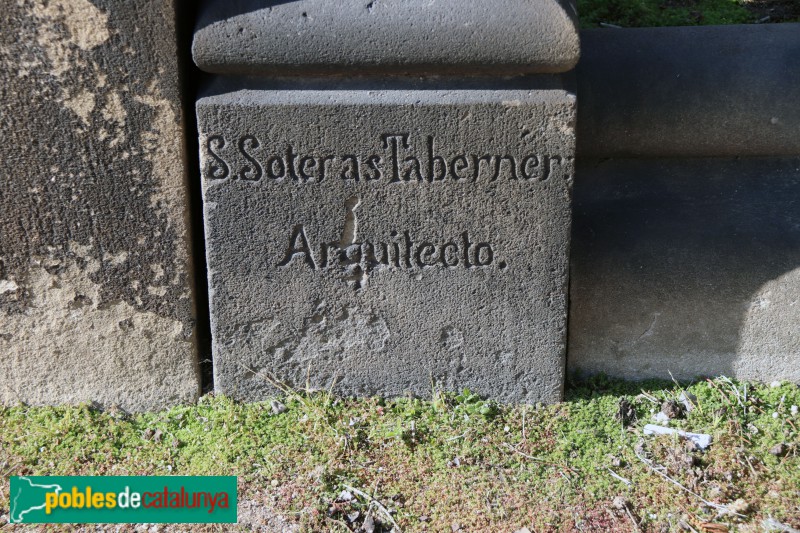 S. Soteras Taberner:
Arquitecto.
poblesdecatalunya